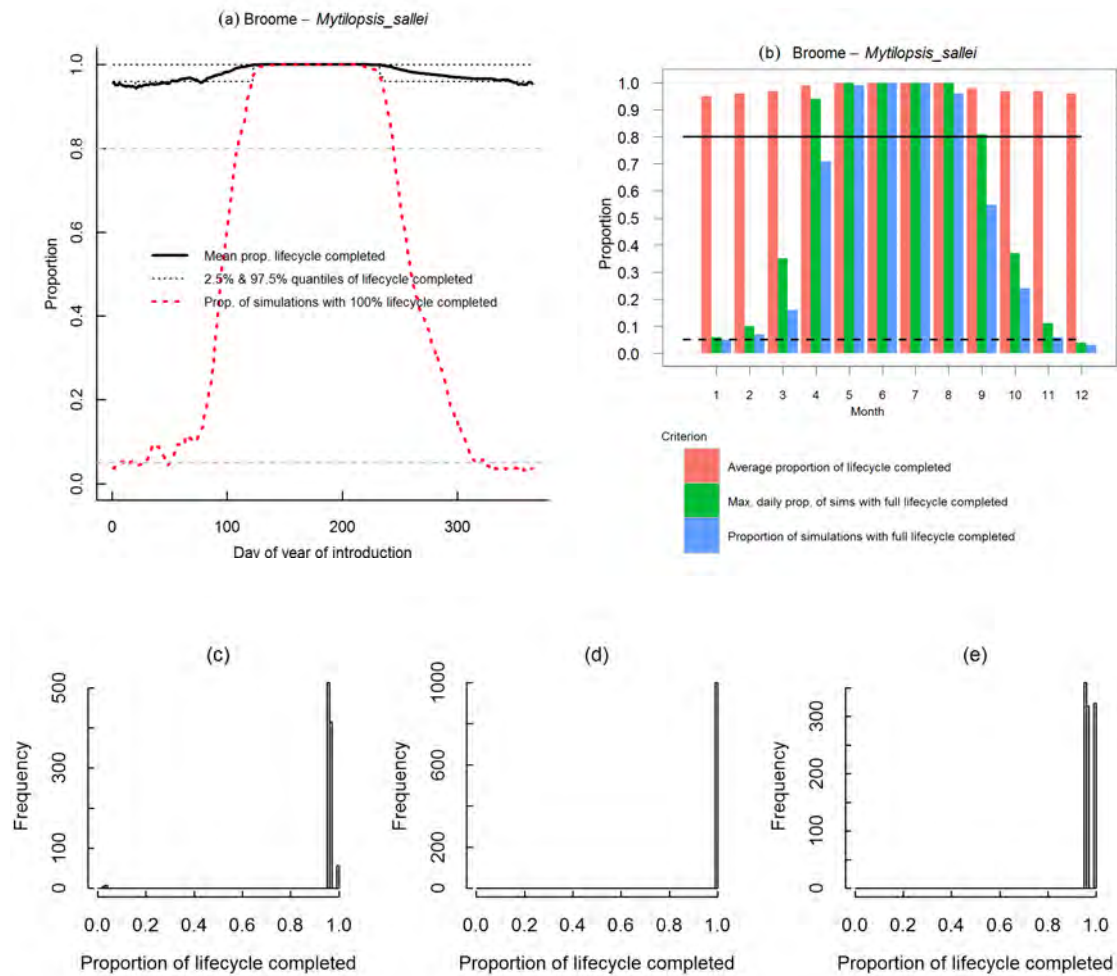 (a) Broome – Mytilopsis_sallei
Proportion
0.0
0.2
0.4
0.6
0.8
1.0
Mean prop. lifecycle completed
2.5% & 97.5% quantiles of lifecycle completed
Prop. of simulations with 100% lifecycle completed
0
100
200
300
Day of year of introduction
(b) Broome – Mytilopsis_sallei
Proportion
1.0
0.9
0.8
0.7
0.6
0.5
0.4
0.3
0.2
0.1
0.0
1 2 3 4 5 6 7 8 9 10 11 12
Month
Criterion
Average proportion of lifecycle completed
Max. daily prop. of sims with full lifecycle completed
Proportion of simulations with full lifecycle completed
(c)
Frequency
0
100
300
500
0.0 0.2 0.4 0.6 0.8 1.0
Proportion of lifecycle completed
(d)
Frequency
0
200
400
600
1000
0.0 0.2 0.4 0.6 0.8 1.0
Proportion of lifecycle completed
(e)
Frequency
0
100
200
300
0.0 0.2 0.4 0.6 0.8 1.0
Proportion of lifecycle completed